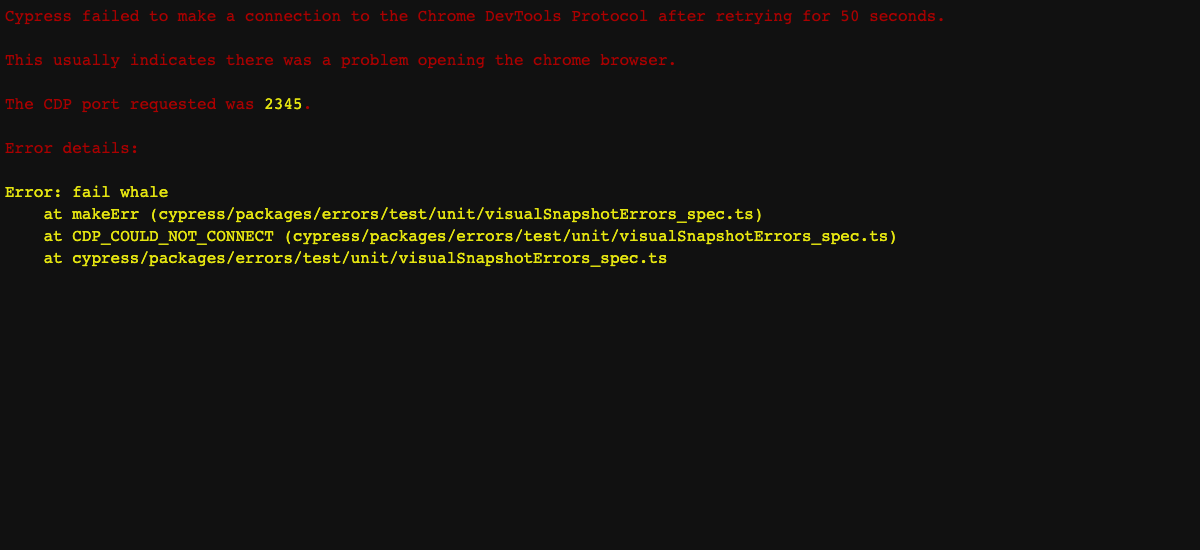 Cypress failed to make a connection to the Chrome DevTools Protocol after retrying for 50 seconds.
This usually indicates there was a problem opening the chrome browser.
The CDP port requested was 2345.
Error details:
Error: fail whale
at makeErr (cypress/packages/errors/test/unit/visualSnapshotErrors_spec.ts)
at CDP_COULD_NOT_CONNECT (cypress/packages/errors/test/unit/visualSnapshotErrors_spec.ts)
at cypress/packages/errors/test/unit/visualSnapshotErrors_spec.ts